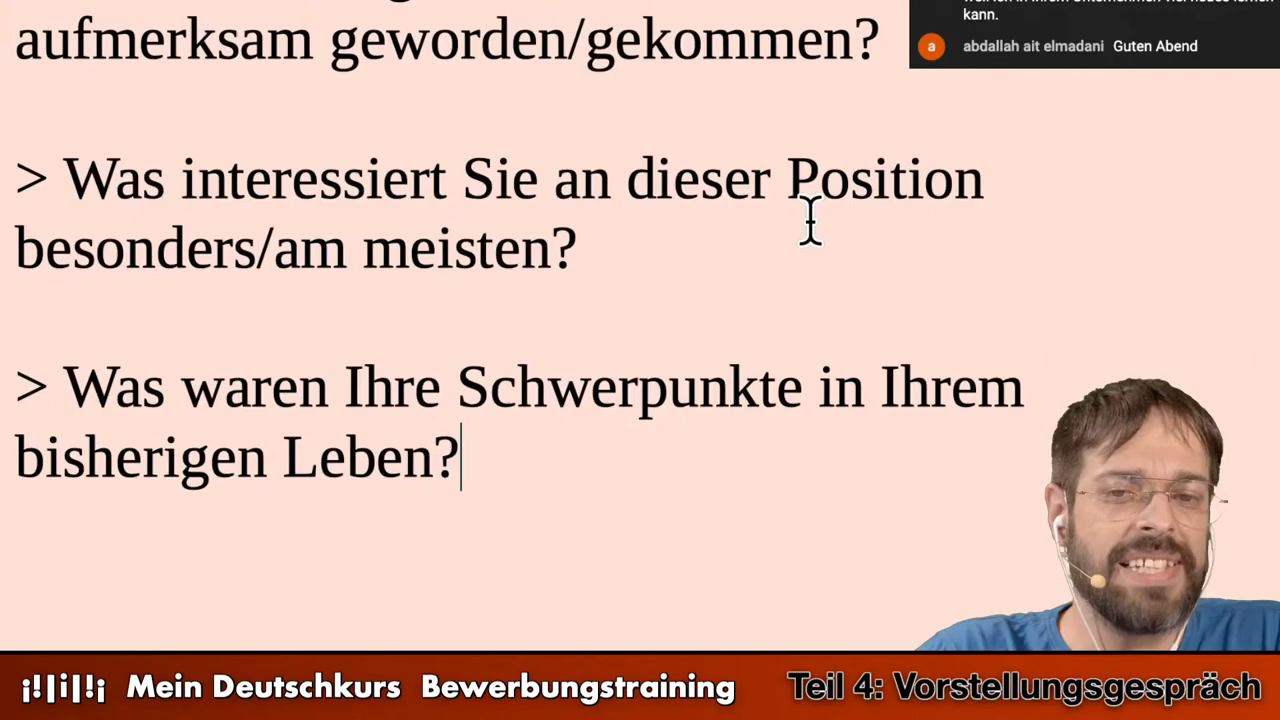 aufmerksam geworden/gekommen?
> Was interessiert Sie an dieser Position
besonders/am meisten?
> Was waren Ihre Schwerpunkte in Ihrem
bisherigen Leben?
kann.
a abdallah ait elmadani Guten Abend
¡!|i|!¡ Mein Deutschkurs Bewerbungstraining
Teil 4: Vorstellungsgespräch